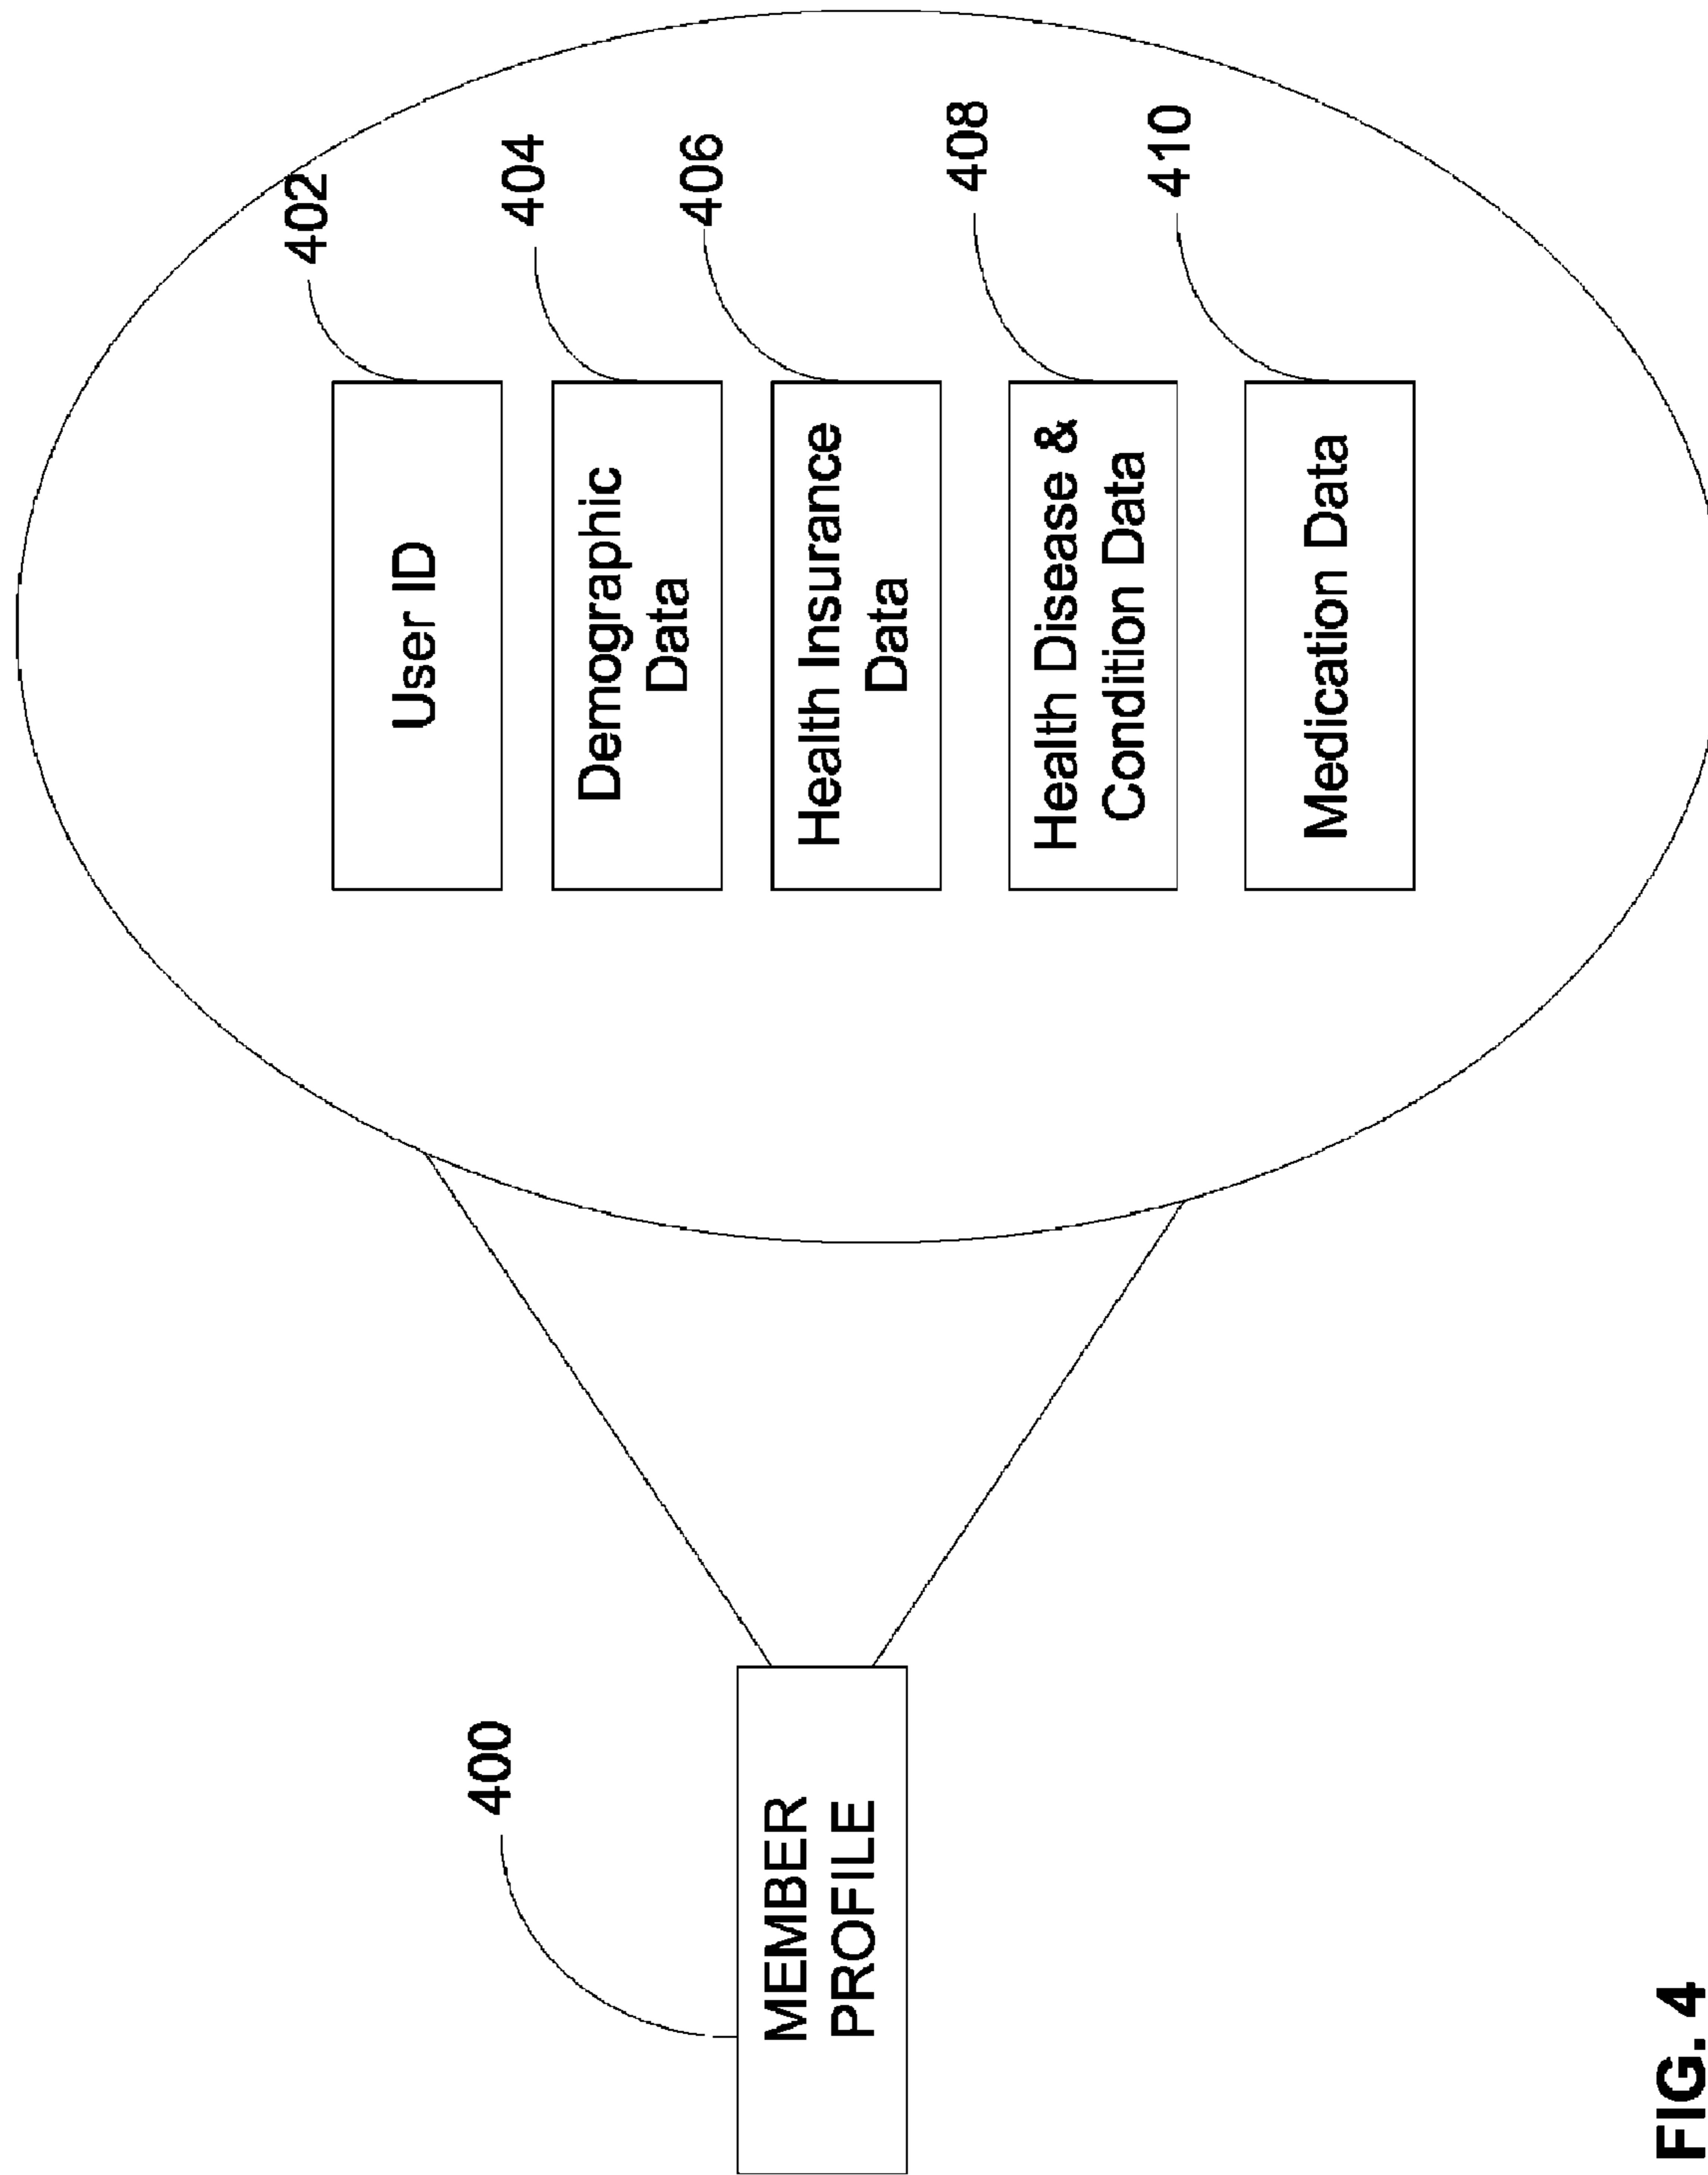 400
MEMBER
PROFILE
402
User ID
404
Demographic
Data
406
Health Insurance
Data
408
Health Disease &
Condition Data
410
Medication Data
FIG. 4